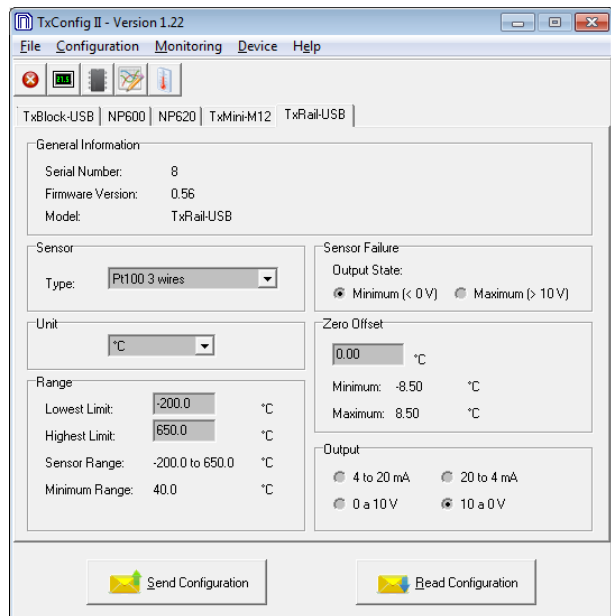 TxConfig II - Version 1.22
File Configuration Monitoring Device Help
TxBlock-USB NP600 NP620 TxMini-M12 TxRail-USB
General Information
Serial Number: 8
Firmware Version: 0.56
Model: TxRail-USB
Sensor
Type: Pt100 3 wires
Sensor Failure
Output State:
Minimum (< 0 V) Maximum (> 10 V)
Unit
°C
Zero Offset
0.00 °C
Minimum: -8.50 °C
Maximum: 8.50 °C
Range
Lowest Limit: -200.0 °C
Highest Limit: 650.0 °C
Sensor Range: -200.0 to 650.0 °C
Minimum Range: 40.0 °C
Output
4 to 20 mA 20 to 4 mA
0 a 10 V 10 a 0 V
Send Configuration Read Configuration